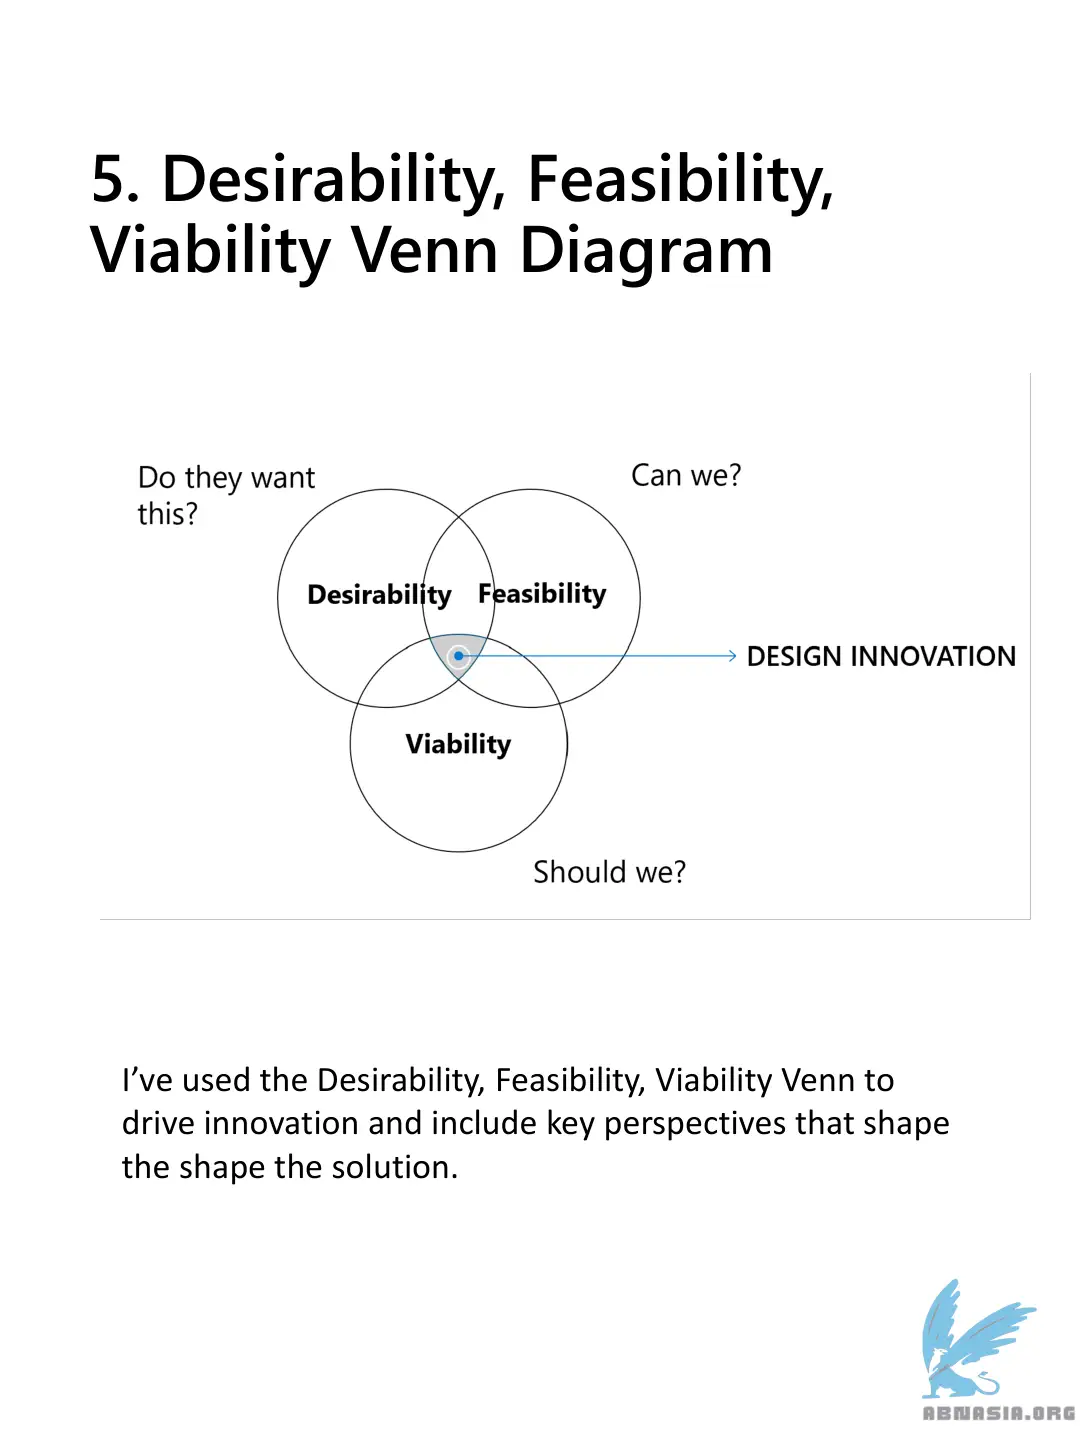 5. Desirability, Feasibility,
Viability Venn Diagram
Do they want
this?
Can we?
Desirability
Feasibility
DESIGN INNOVATION
Viability
Should we?
I’ve used the Desirability, Feasibility, Viability Venn to
drive innovation and include key perspectives that shape
the shape the solution.
ABNASIA.ORG